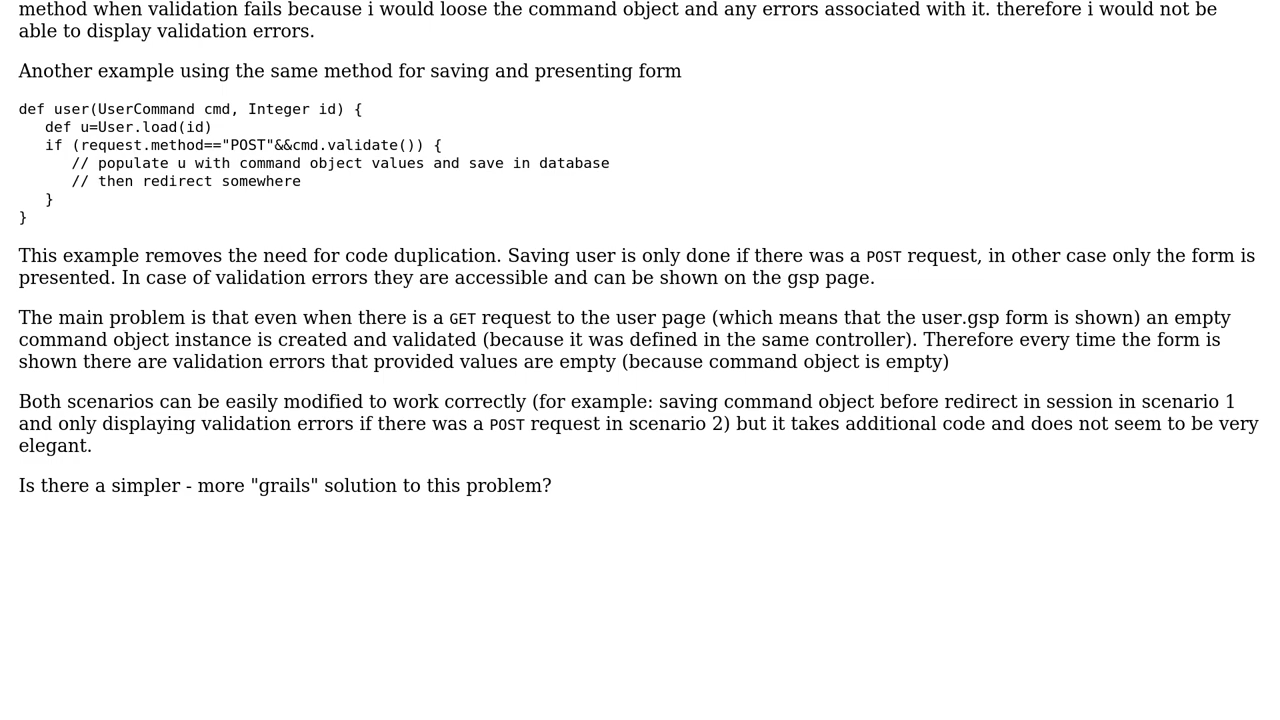 method when validation fails because i would loose the command object and any errors associated with it. therefore i would not be
able to display validation errors.
Another example using the same method for saving and presenting form
def user(UserCommand cmd, Integer id) {
   def u=User.load(id)
   if (request.method=="POST"&&cmd.validate()) {
      // populate u with command object values and save in database
      // then redirect somewhere
   }
}
This example removes the need for code duplication. Saving user is only done if there was a POST request, in other case only the form is
presented. In case of validation errors they are accessible and can be shown on the gsp page.
The main problem is that even when there is a GET request to the user page (which means that the user.gsp form is shown) an empty
command object instance is created and validated (because it was defined in the same controller). Therefore every time the form is
shown there are validation errors that provided values are empty (because command object is empty)
Both scenarios can be easily modified to work correctly (for example: saving command object before redirect in session in scenario 1
and only displaying validation errors if there was a POST request in scenario 2) but it takes additional code and does not seem to be very
elegant.
Is there a simpler - more "grails" solution to this problem?